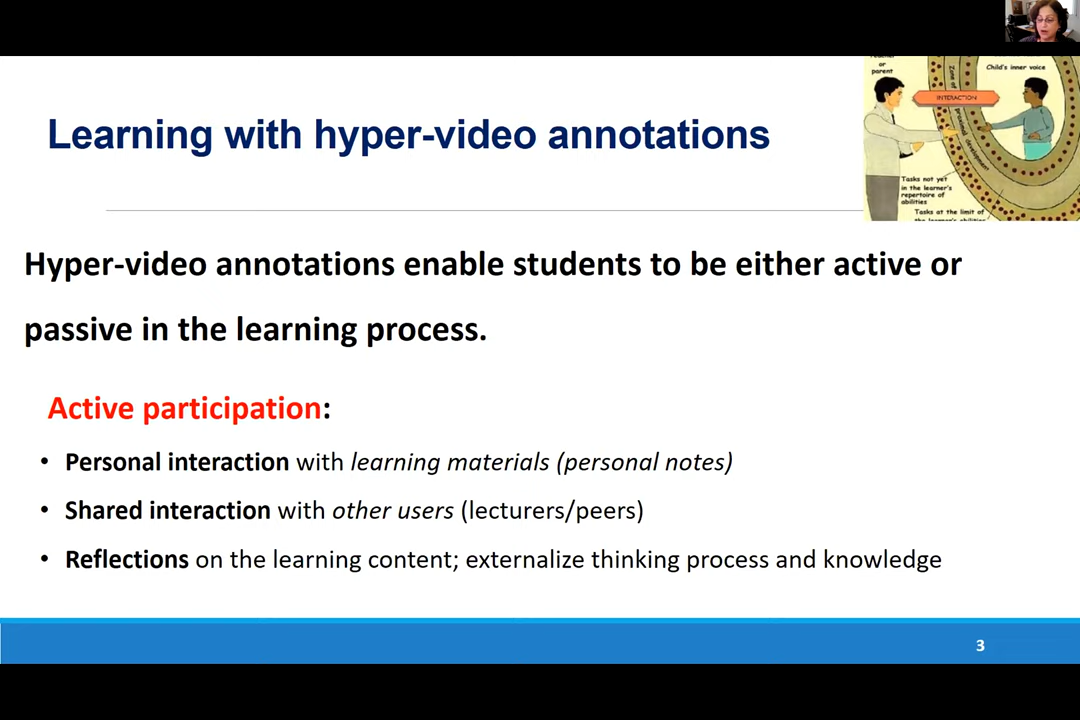 Learning with hyper-video annotations
or
parent
Child's inner voice
INTERACTION
development
Tasks not yet
in the learner's
repertoire of
abilities
Tasks at the limit of
Hyper-video annotations enable students to be either active or
passive in the learning process.
Active participation:
• Personal interaction with learning materials (personal notes)
• Shared interaction with other users (lecturers/peers)
• Reflections on the learning content; externalize thinking process and knowledge
3